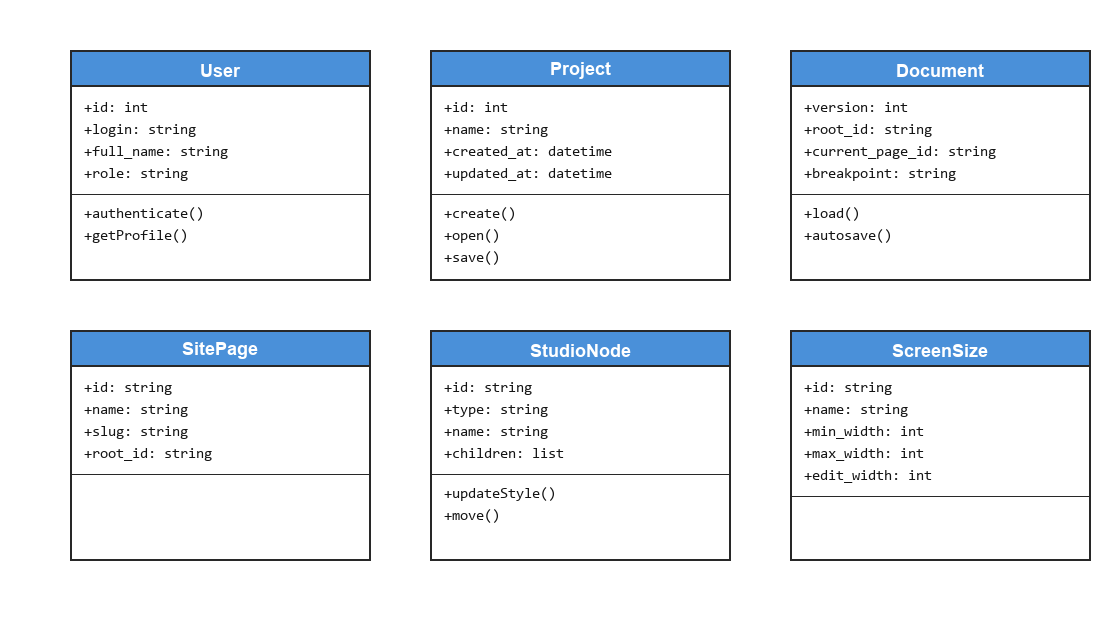 User
+id: int
+login: string
+full_name: string
+role: string
+authenticate()
+getProfile()
Project
+id: int
+name: string
+created_at: datetime
+updated_at: datetime
+create()
+open()
+save()
Document
+version: int
+root_id: string
+current_page_id: string
+breakpoint: string
+load()
+autosave()
SitePage
+id: string
+name: string
+slug: string
+root_id: string
StudioNode
+id: string
+type: string
+name: string
+children: list
+updateStyle()
+move()
ScreenSize
+id: string
+name: string
+min_width: int
+max_width: int
+edit_width: int